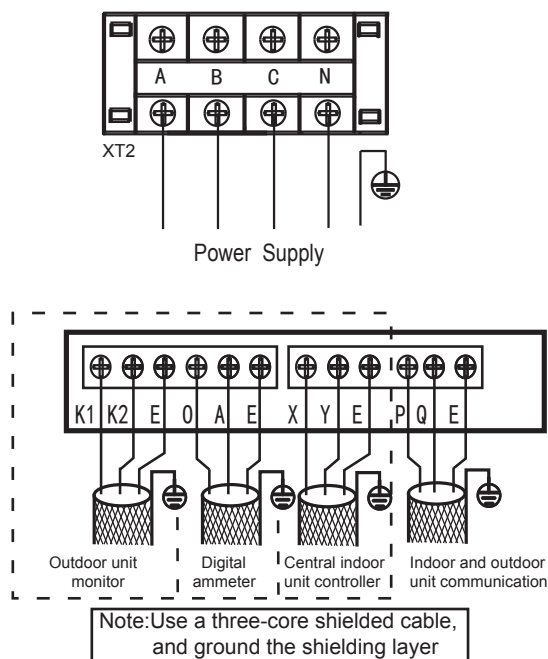 A B C N
XT2
Power Supply
K1 K2 E O A E X Y E P Q E
Outdoor unit monitor
Digital ammeter
Central indoor unit controller
Indoor and outdoor unit communication
Note:Use a three-core shielded cable,
and ground the shielding layer